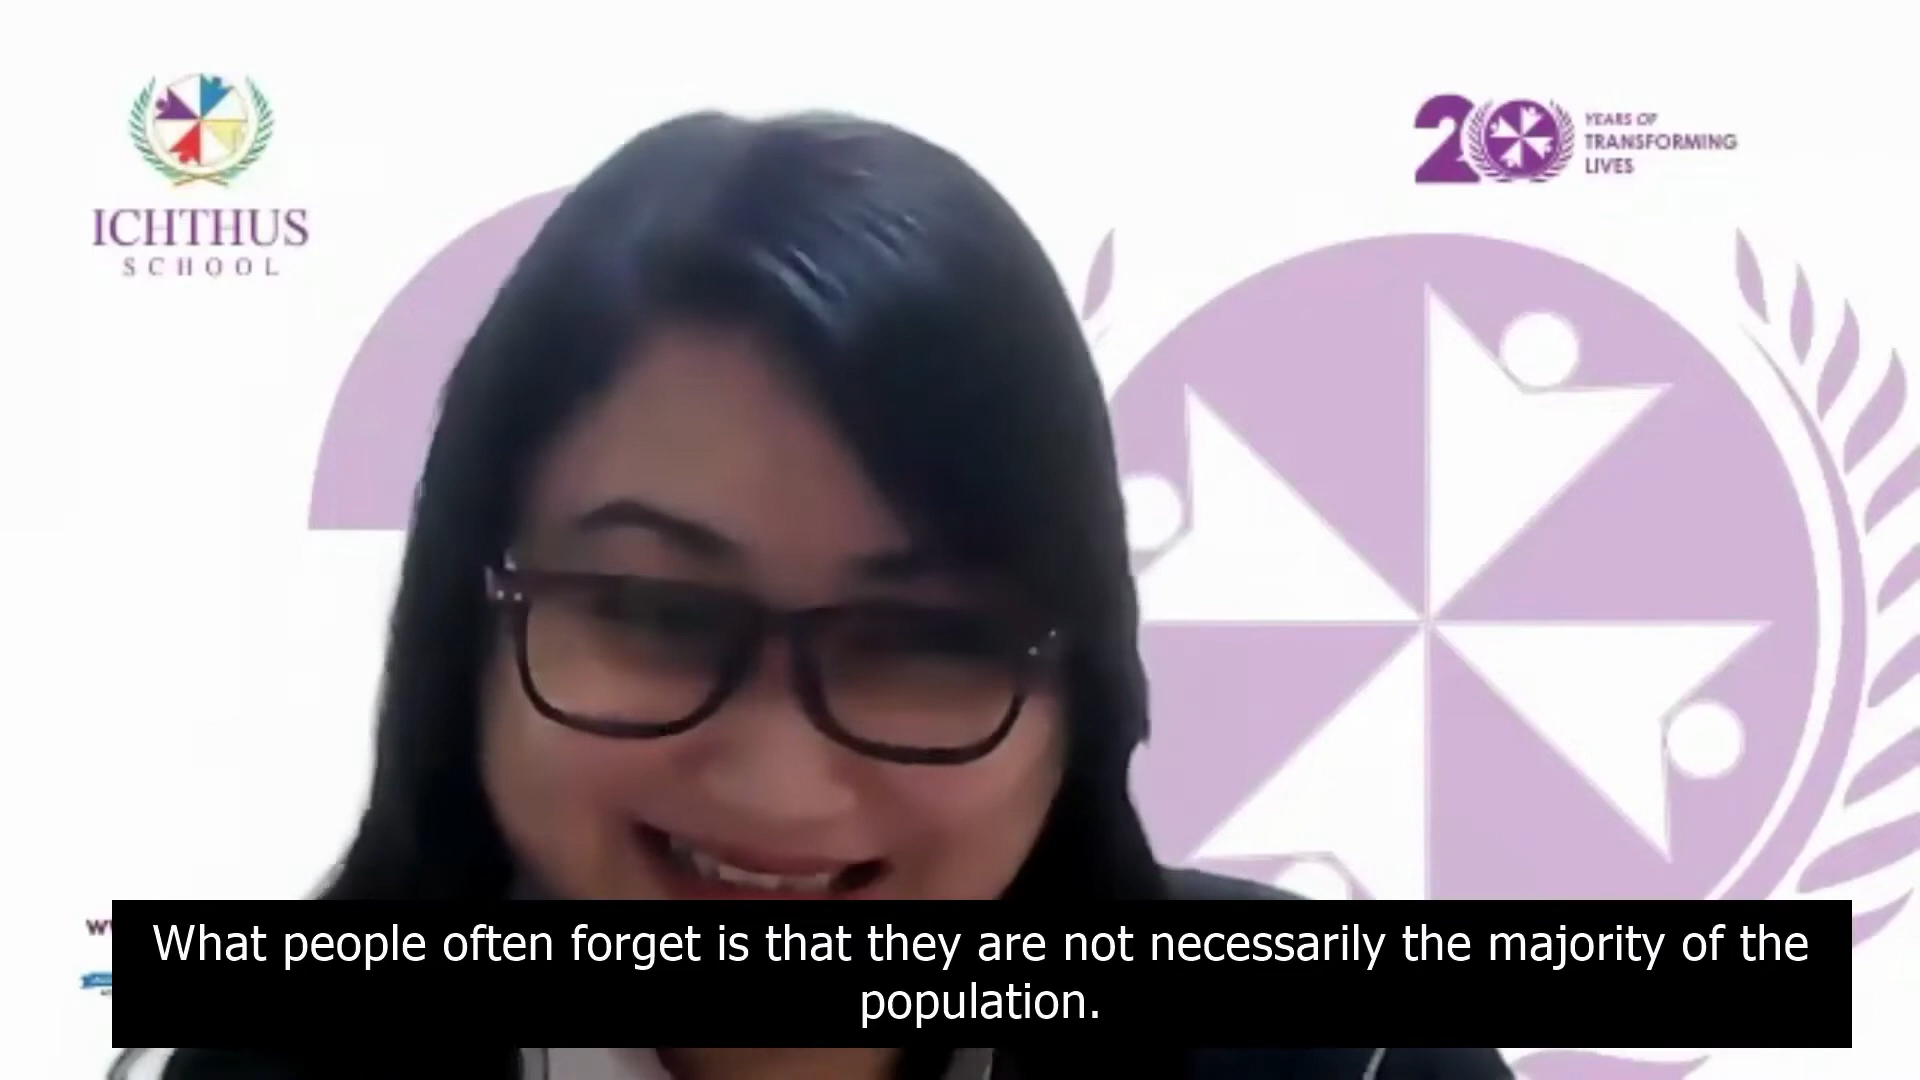 ICHTHUS
SCHOOL
20
YEARS OF
TRANSFORMING
LIVES
What people often forget is that they are not necessarily the majority of the
population.